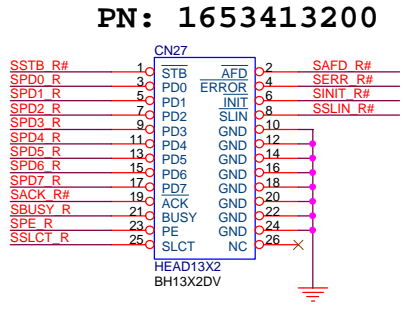 PN: 1653413200
CN27
SSTB_R# 1 STB AFD 2 SAFD_R#
SPD0_R 3 PD0 ERROR 4 SERR_R#
SPD1_R 5 PD1 INIT 6 SINIT_R#
SPD2_R 7 PD2 SLIN 8 SSLIN_R#
SPD3_R 9 PD3 GND 10
SPD4_R 11 PD4 GND 12
SPD5_R 13 PD5 GND 14
SPD6_R 15 PD6 GND 16
SPD7_R 17 PD7 GND 18
SACK_R# 19 ACK GND 20
SBUSY_R 21 BUSY GND 22
SPE_R 23 PE GND 24
SSLCT_R 25 SLCT NC 26
HEAD13X2
BH13X2DV